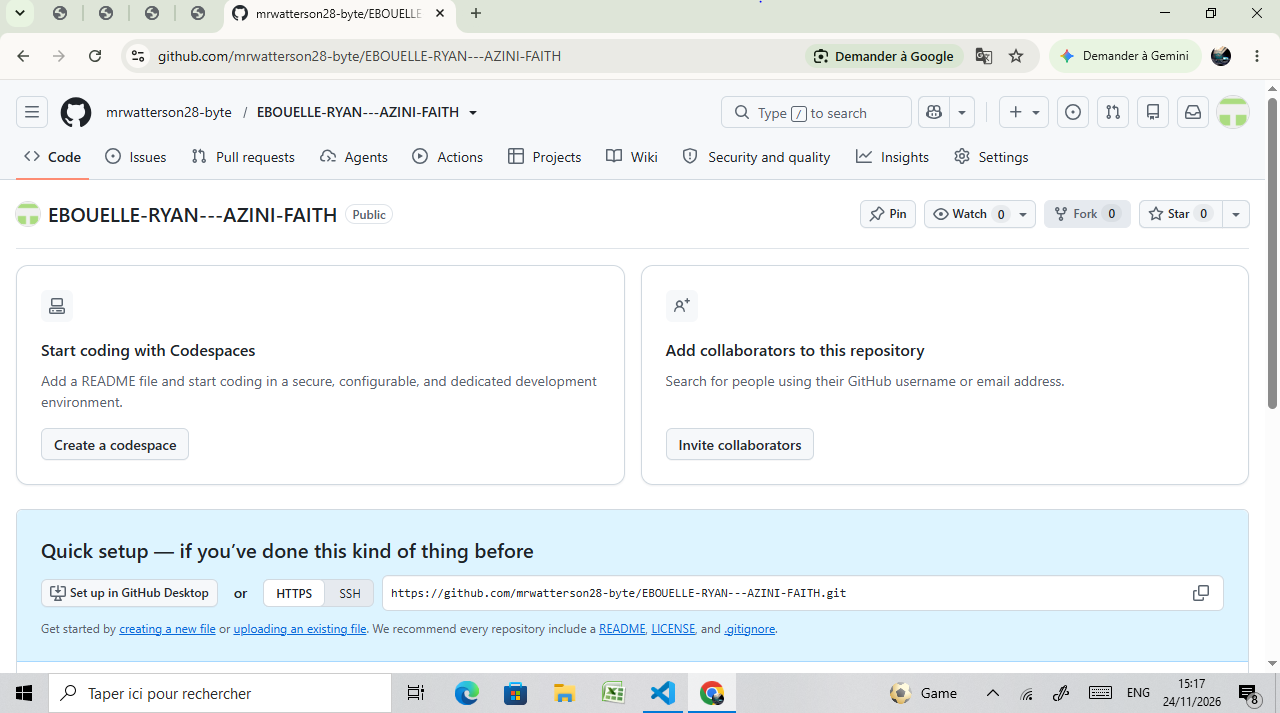 mrwatterson28-byte/EBOUELLE
github.com/mrwatterson28-byte/EBOUELLE-RYAN---AZINI-FAITH
Demander à Google
Demander à Gemini
mrwatterson28-byte / EBOUELLE-RYAN---AZINI-FAITH
Type / to search
Code
Issues
Pull requests
Agents
Actions
Projects
Wiki
Security and quality
Insights
Settings
EBOUELLE-RYAN---AZINI-FAITH
Public
Pin
Watch 0
Fork 0
Star 0
Start coding with Codespaces
Add a README file and start coding in a secure, configurable, and dedicated development
environment.
Create a codespace
Add collaborators to this repository
Search for people using their GitHub username or email address.
Invite collaborators
Quick setup — if you’ve done this kind of thing before
Set up in GitHub Desktop
or
HTTPS
SSH
https://github.com/mrwatterson28-byte/EBOUELLE-RYAN---AZINI-FAITH.git
Get started by creating a new file or uploading an existing file. We recommend every repository include a README, LICENSE, and .gitignore.
Taper ici pour rechercher
Game
ENG
15:17
24/11/2026
8